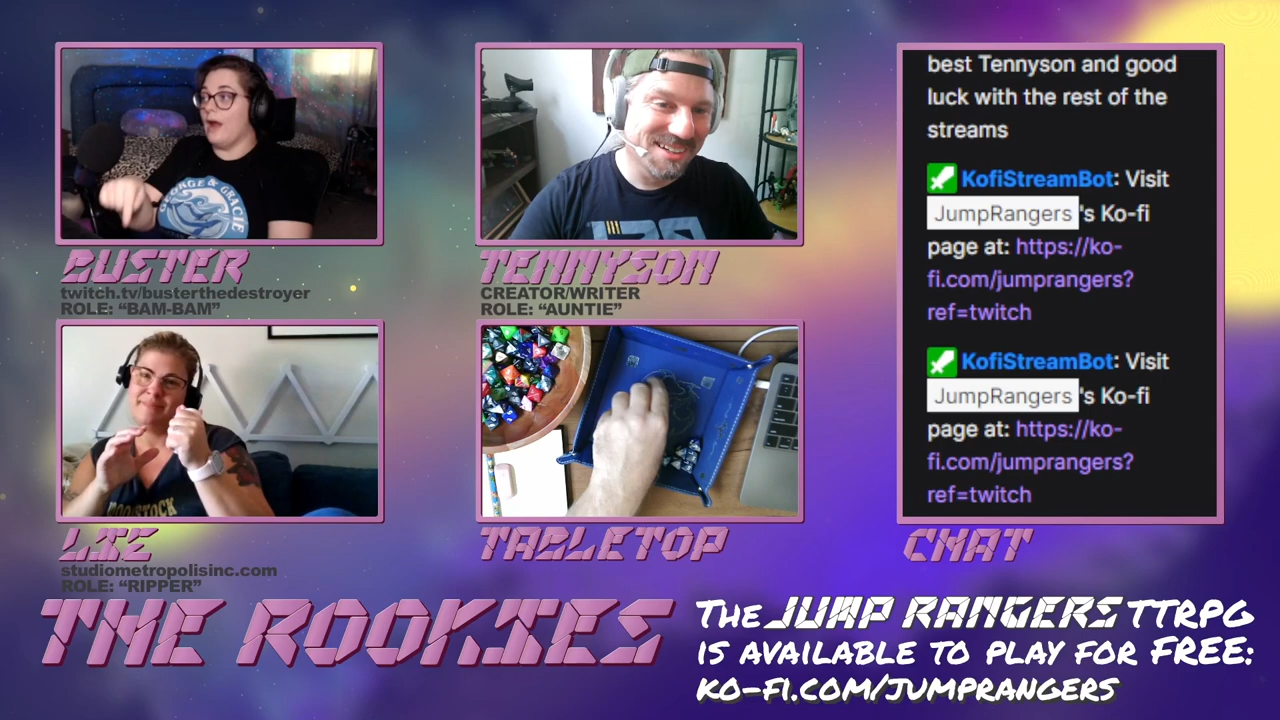 GEORGE & GRACIE
BUSTER
twitch.tv/busterthedestroyer
ROLE: “BAM-BAM”
TENNYSON
CREATOR/WRITER
ROLE: “AUNTIE”
best Tennyson and good
luck with the rest of the
streams
KofiStreamBot: Visit
JumpRangers's Ko-fi
page at: https://ko-
fi.com/jumprangers?
ref=twitch
KofiStreamBot: Visit
JumpRangers's Ko-fi
page at: https://ko-
fi.com/jumprangers?
ref=twitch
WOODSTOCK
LIZ
studiometropolisinc.com
ROLE: “RIPPER”
TABLETOP
CHAT
THE ROOKIES
THE JUMP RANGERS TTRPG
IS AVAILABLE TO PLAY FOR FREE:
KO-FI.COM/JUMPRANGERS